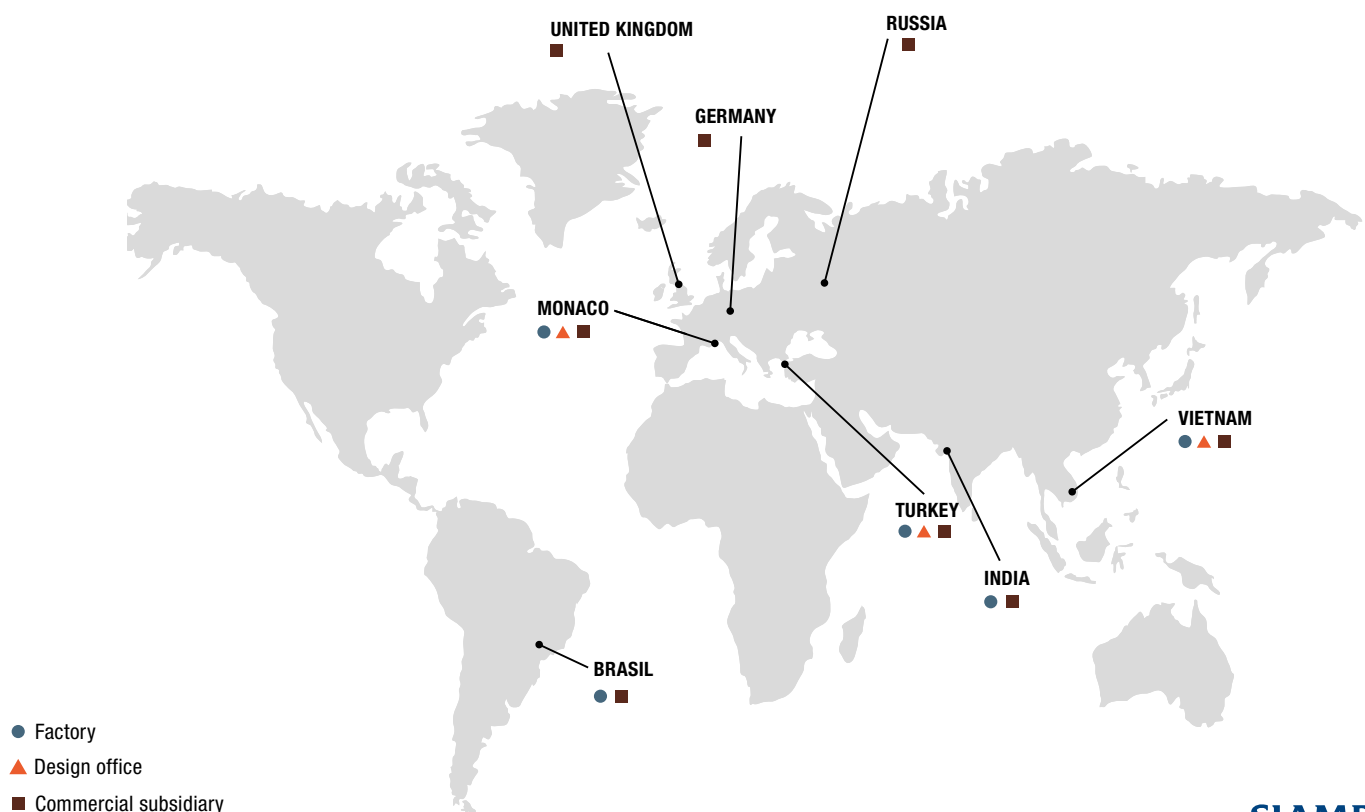 UNITED KINGDOM
RUSSIA
GERMANY
MONACO
VIETNAM
TURKEY
INDIA
BRASIL
Factory
Design office
Commercial subsidiary